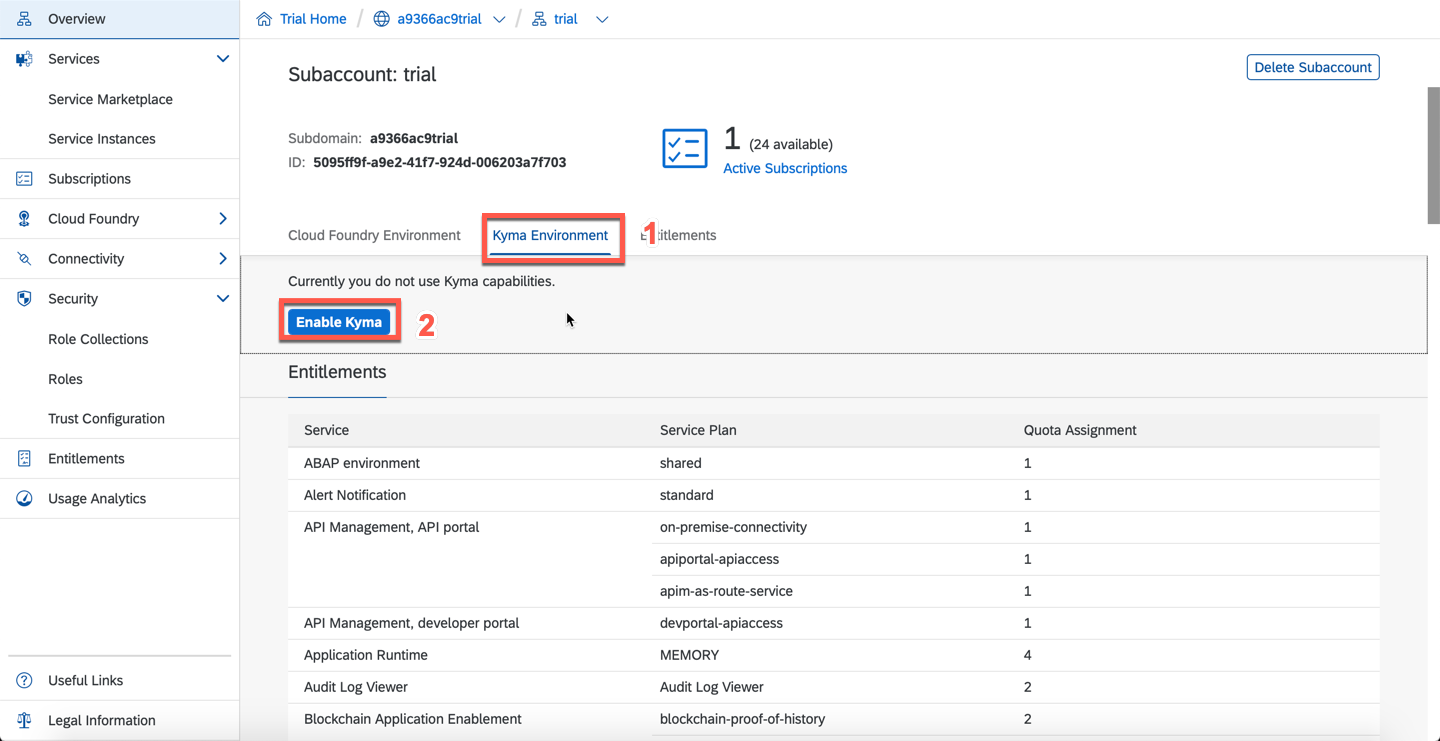 Overview
Services
Service Marketplace
Service Instances
Subscriptions
Cloud Foundry
Connectivity
Security
Role Collections
Roles
Trust Configuration
Entitlements
Usage Analytics
Useful Links
Legal Information
Trial Home / a9366ac9trial / trial
Subaccount: trial
Delete Subaccount
Subdomain: a9366ac9trial
ID: 5095ff9f-a9e2-41f7-924d-006203a7f703
1 (24 available)
Active Subscriptions
Cloud Foundry Environment Kyma Environment 1 Entitlements
Currently you do not use Kyma capabilities.
Enable Kyma 2
Entitlements
Service Service Plan Quota Assignment
ABAP environment shared 1
Alert Notification standard 1
API Management, API portal on-premise-connectivity 1
apiportal-apiaccess 1
apim-as-route-service 1
API Management, developer portal devportal-apiaccess 1
Application Runtime MEMORY 4
Audit Log Viewer Audit Log Viewer 2
Blockchain Application Enablement blockchain-proof-of-history 2